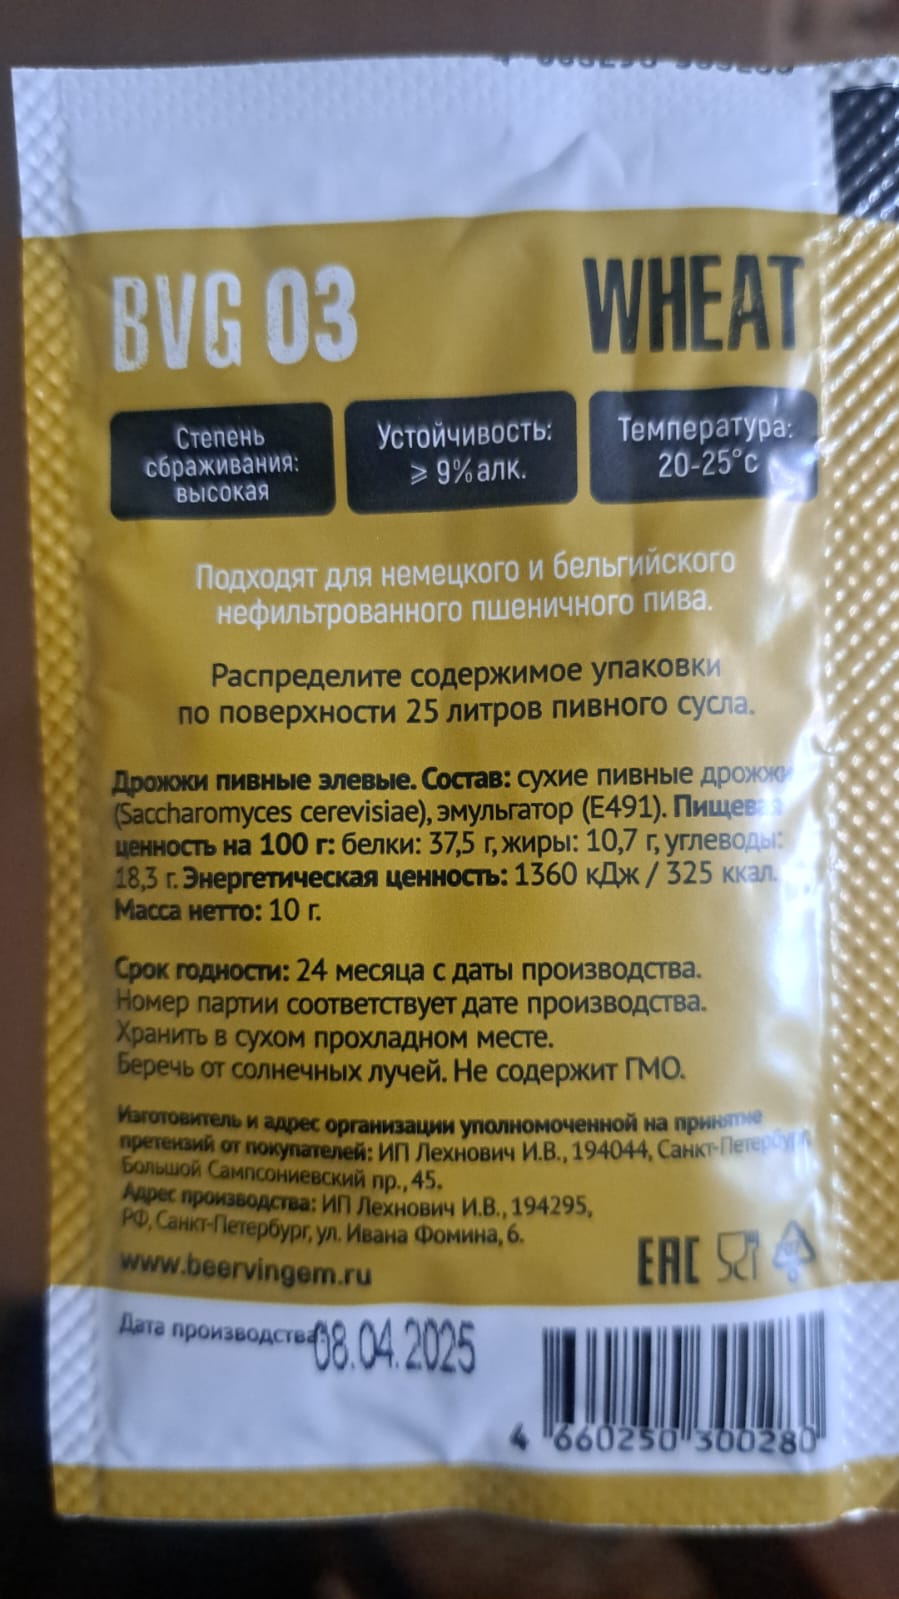 BVG 03
WHEAT
Степень
сбраживания:
высокая
Устойчивость:
⩾ 9% алк.
Температура:
20-25°с
Подходят для немецкого и бельгийского
нефильтрованного пшеничного пива.
Распределите содержимое упаковки
по поверхности 25 литров пивного сусла.
Дрожжи пивные элевые. Состав: сухие пивные дрожжи
(Saccharomyces cerevisiae), эмульгатор (Е491). Пищевая
ценность на 100 г: белки: 37,5 г, жиры: 10,7 г, углеводы:
18,3 г. Энергетическая ценность: 1360 кДж / 325 ккал.
Масса нетто: 10 г.
Срок годности: 24 месяца с даты производства.
Номер партии соответствует дате производства.
Хранить в сухом прохладном месте.
Беречь от солнечных лучей. Не содержит ГМО.
Изготовитель и адрес организации уполномоченной на принятие
претензий от покупателей: ИП Лехнович И.В., 194044, Санкт-Петербург,
Большой Сампсониевский пр., 45.
Адрес производства: ИП Лехнович И.В., 194295,
РФ, Санкт-Петербург, ул. Ивана Фомина, 6.
www.beervingem.ru
EAC
Дата производства:
08.04.2025
4 660250 300280